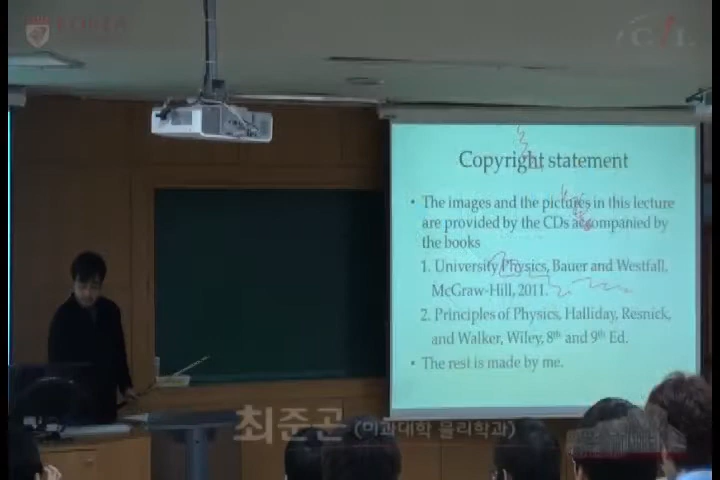 KOREA
Copyright statement
• The images and the pictures in this lecture
are provided by the CDs accompanied by
the books
1. University Physics, Bauer and Westfall,
McGraw-Hill, 2011.
2. Principles of Physics, Halliday, Resnick,
and Walker, Wiley, 8th and 9th Ed.
• The rest is made by me.
최준곤 (이과대학 물리학과)